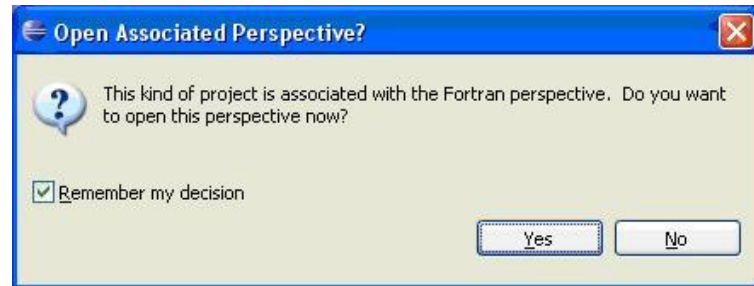 Open Associated Perspective?
This kind of project is associated with the Fortran perspective. Do you want
to open this perspective now?
Remember my decision
Yes
No